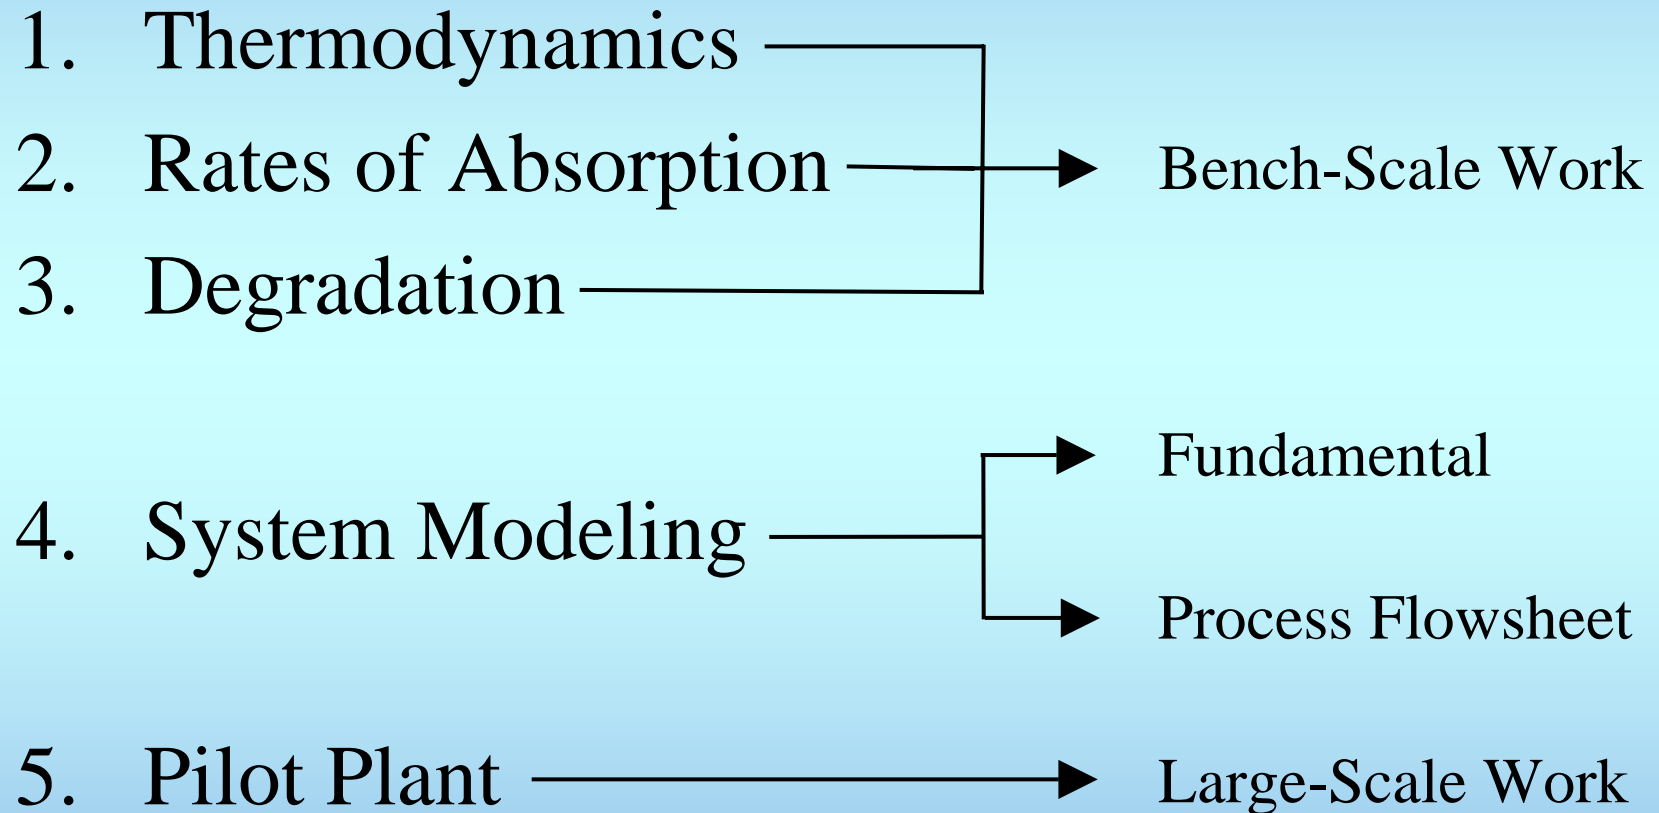 1. Thermodynamics
2. Rates of Absorption
Bench-Scale Work
3. Degradation
Fundamental
4. System Modeling
Process Flowsheet
5. Pilot Plant
Large-Scale Work